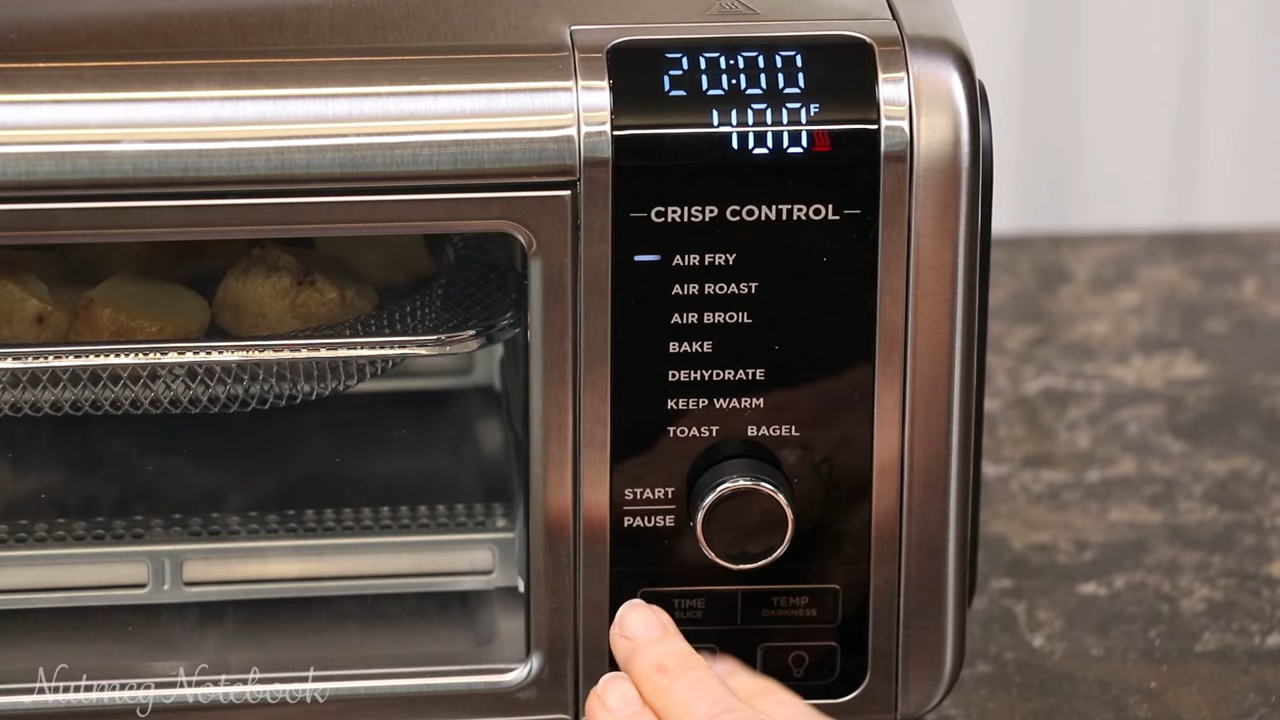 20:00
400 F
CRISP CONTROL
AIR FRY
AIR ROAST
AIR BROIL
BAKE
DEHYDRATE
KEEP WARM
TOAST BAGEL
START
PAUSE
TIME TEMP
SLICE DARKNESS
Nutmeg Notebook